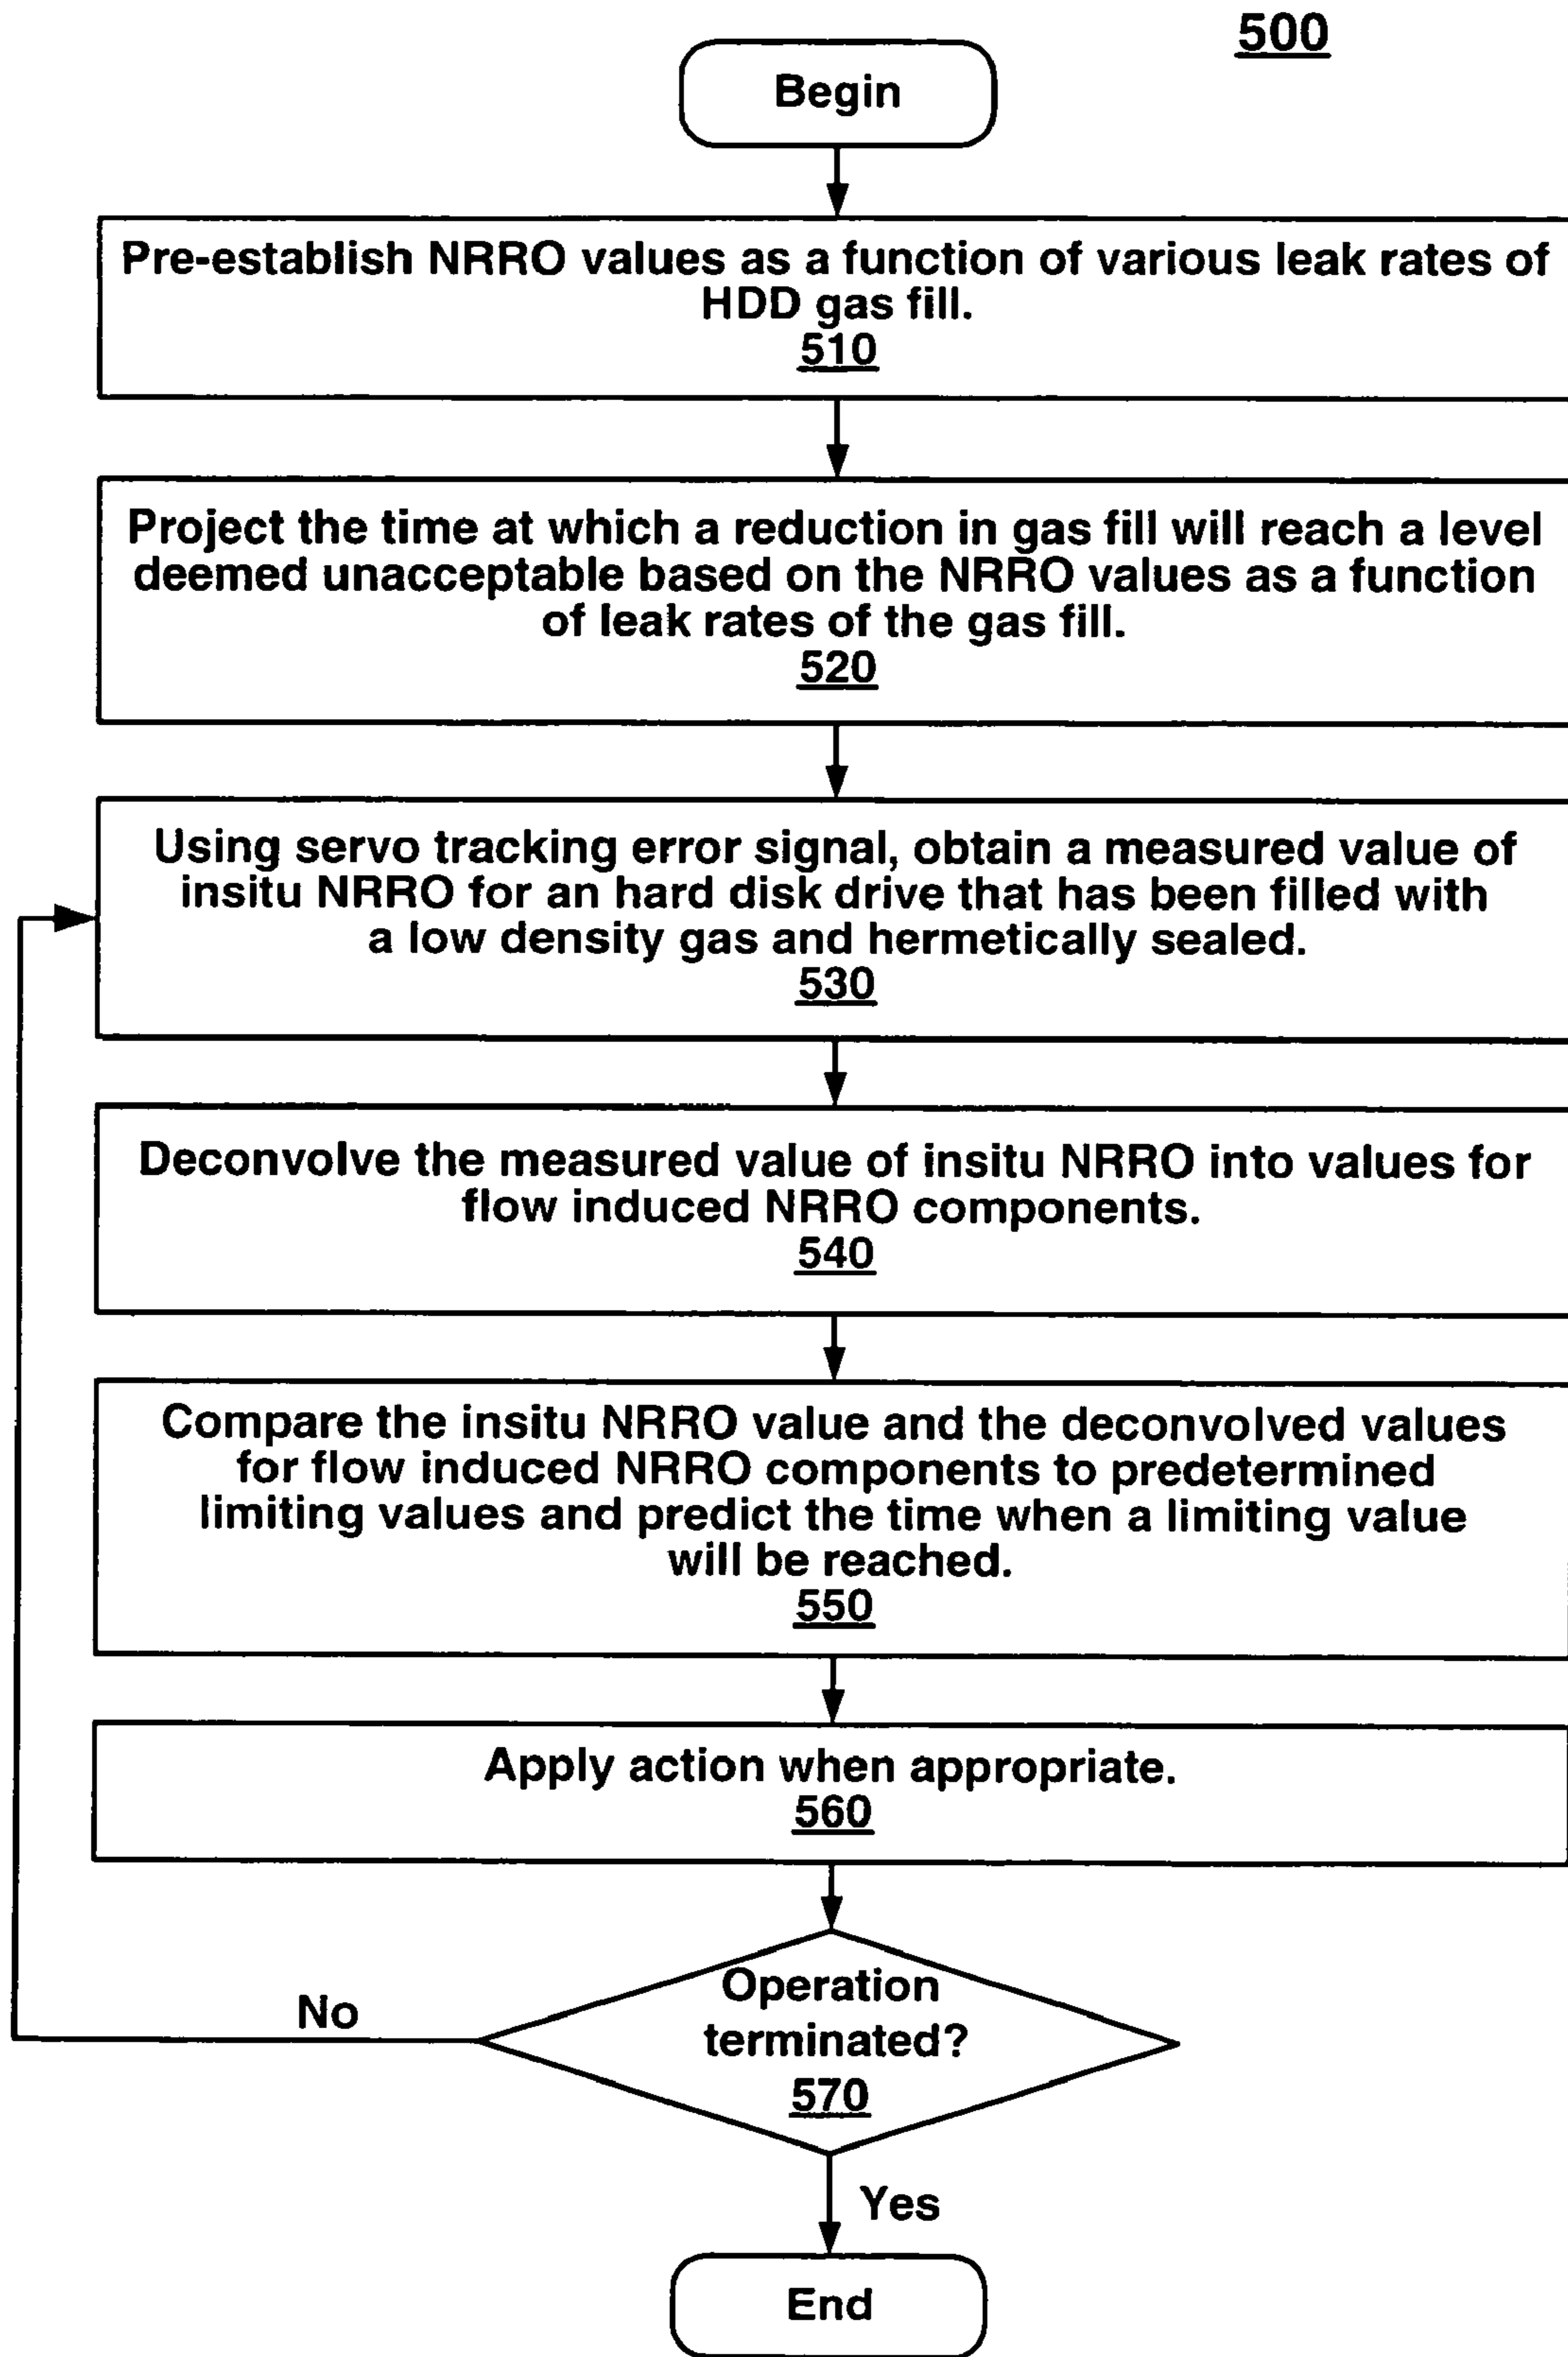 500
Begin
Pre-establish NRRO values as a function of various leak rates of
HDD gas fill.
510
Project the time at which a reduction in gas fill will reach a level
deemed unacceptable based on the NRRO values as a function
of leak rates of the gas fill.
520
Using servo tracking error signal, obtain a measured value of
insitu NRRO for an hard disk drive that has been filled with
a low density gas and hermetically sealed.
530
Deconvolve the measured value of insitu NRRO into values for
flow induced NRRO components.
540
Compare the insitu NRRO value and the deconvolved values
for flow induced NRRO components to predetermined
limiting values and predict the time when a limiting value
will be reached.
550
Apply action when appropriate.
560
Operation
terminated?
570
No
Yes
End